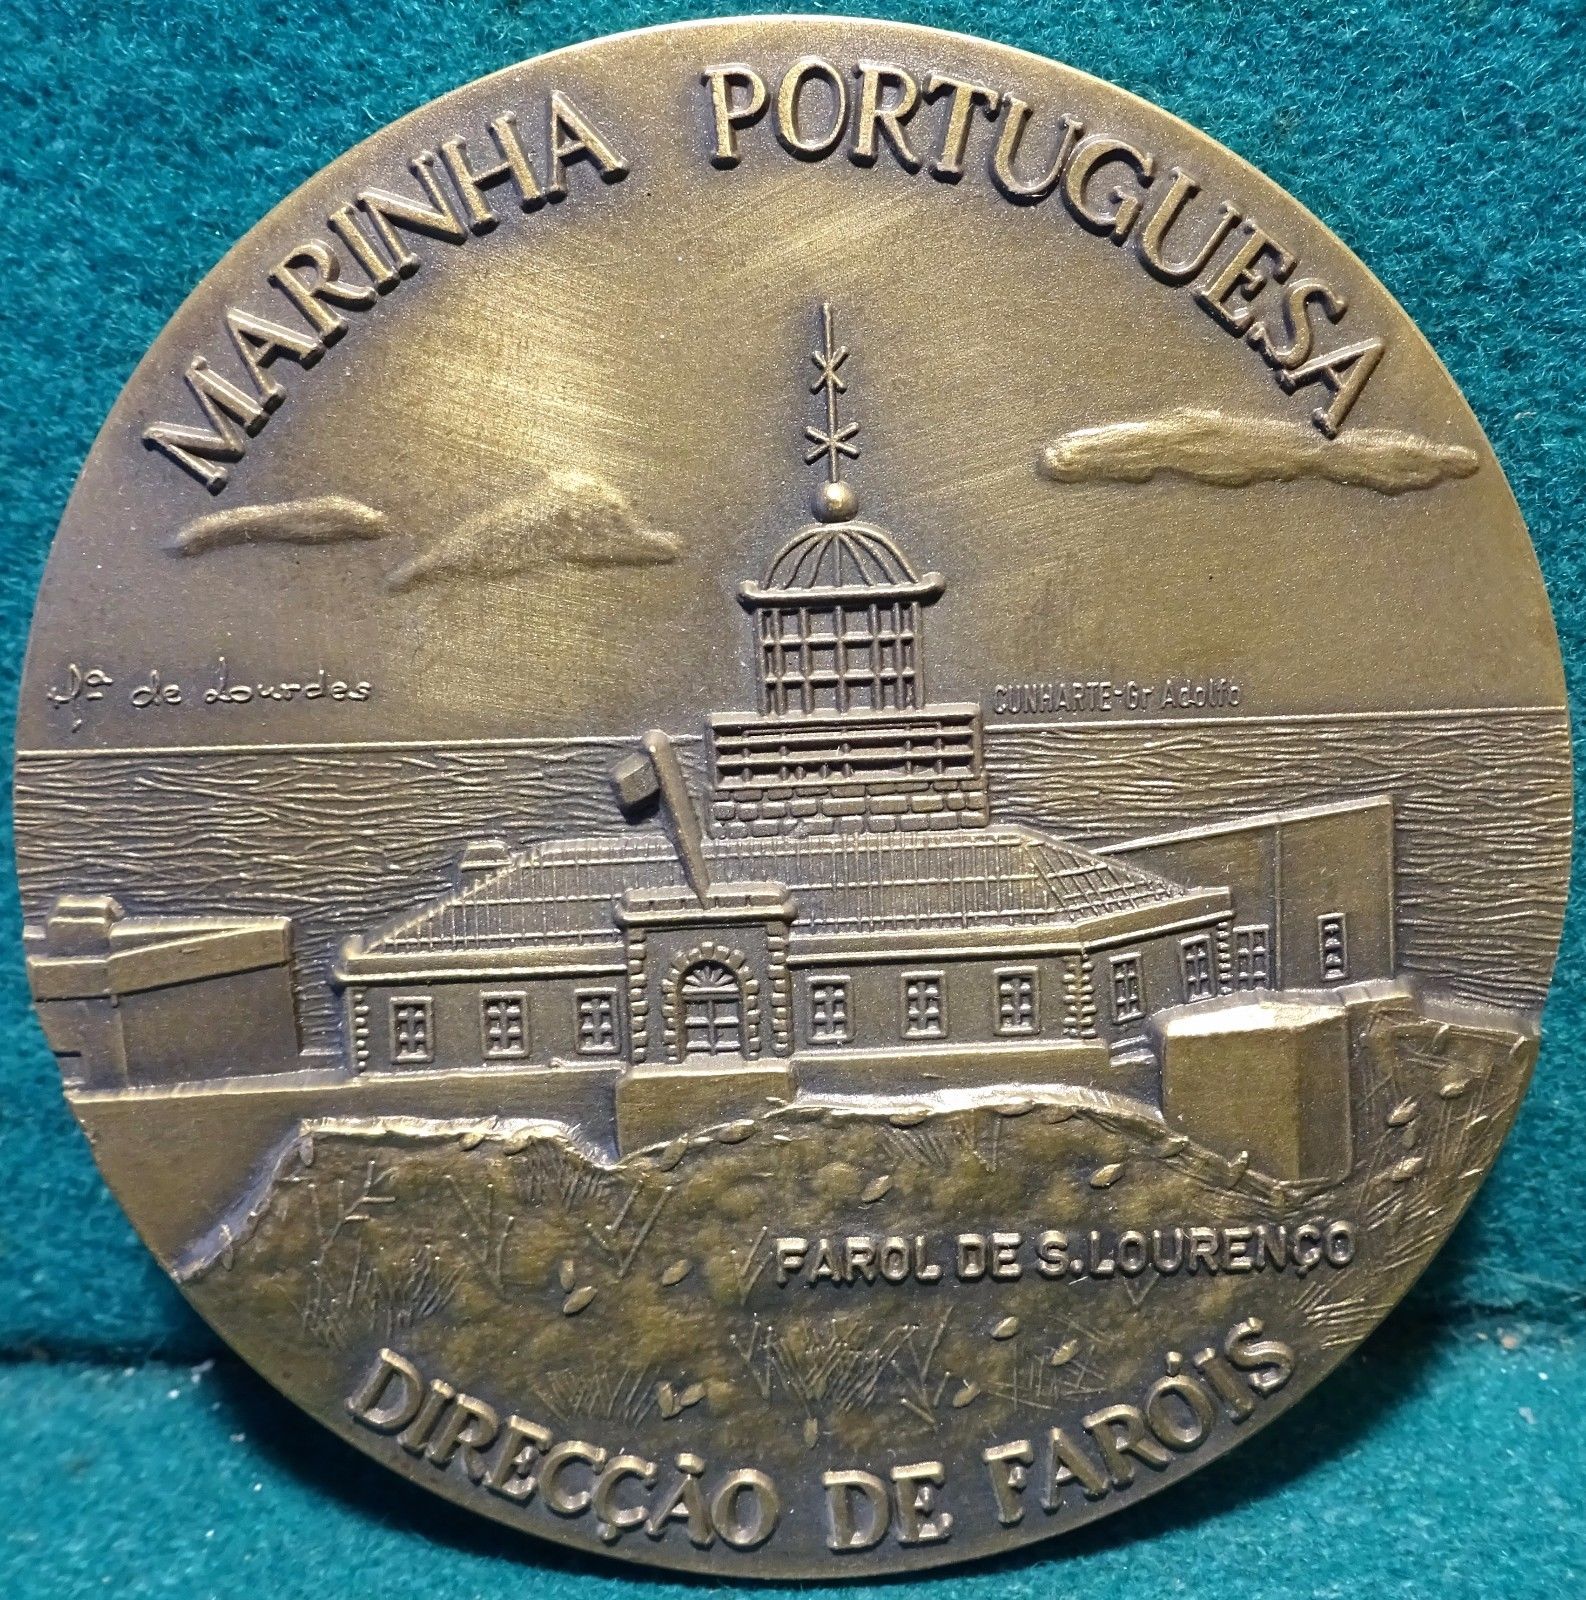 MARINHA PORTUGUESA
Mª de Lourdes
CUNHARTE-Gr Adolfo
FAROL DE S.LOURENÇO
DIRECÇÃO DE FARÓIS